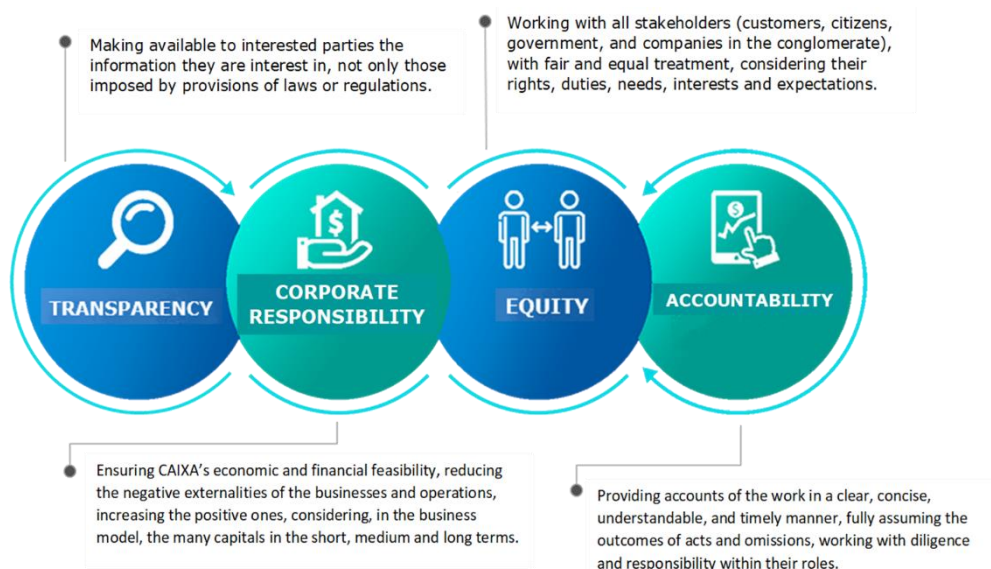 Making available to interested parties the
information they are interest in, not only those
imposed by provisions of laws or regulations.
Working with all stakeholders (customers, citizens,
government, and companies in the conglomerate),
with fair and equal treatment, considering their
rights, duties, needs, interests and expectations.
TRANSPARENCY
CORPORATE
RESPONSIBILITY
EQUITY
ACCOUNTABILITY
Ensuring CAIXA’s economic and financial feasibility, reducing
the negative externalities of the businesses and operations,
increasing the positive ones, considering, in the business
model, the many capitals in the short, medium and long terms.
Providing accounts of the work in a clear, concise,
understandable, and timely manner, fully assuming the
outcomes of acts and omissions, working with diligence
and responsibility within their roles.